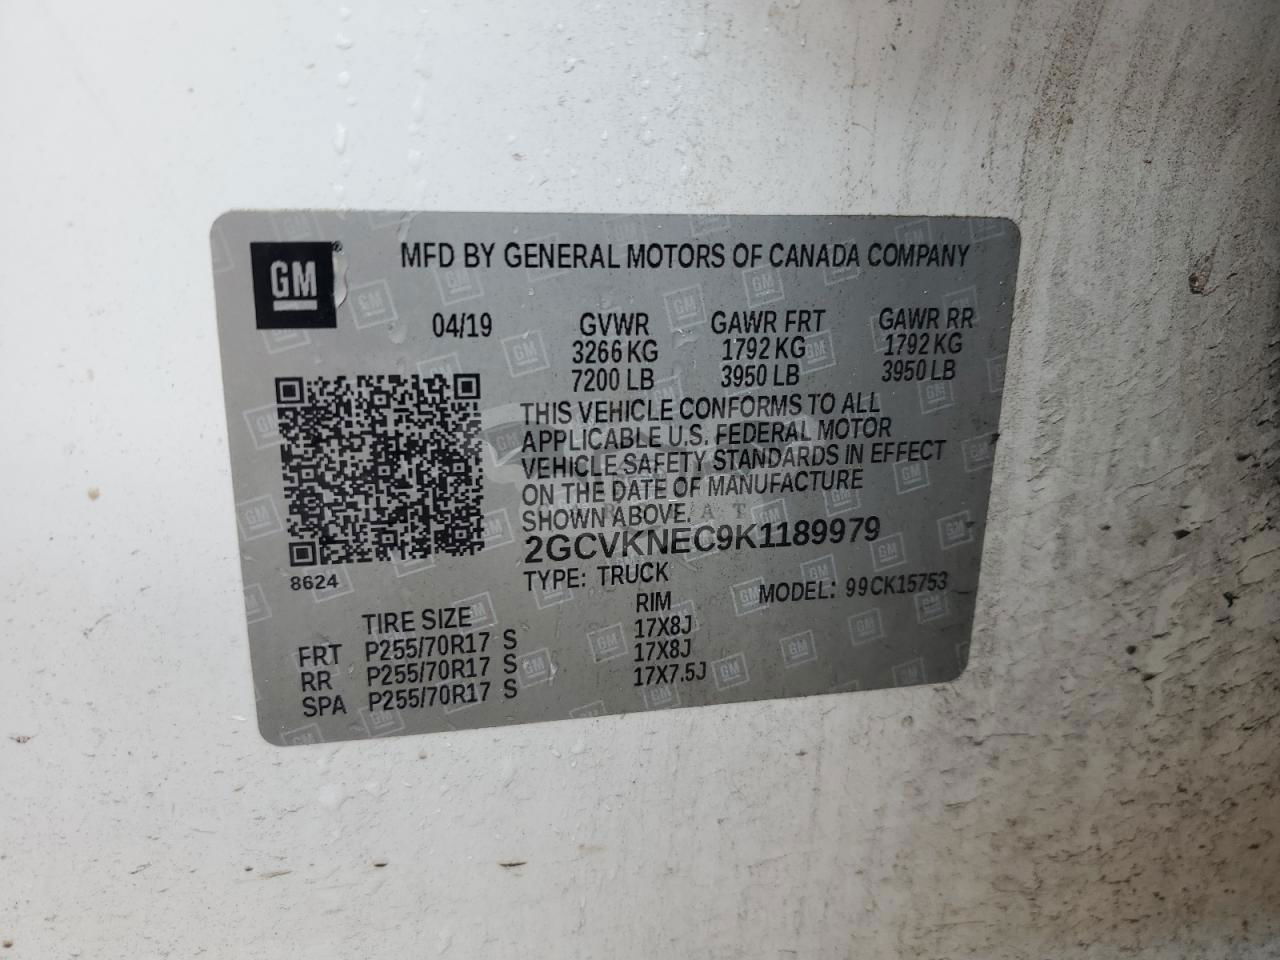 GM
MFD BY GENERAL MOTORS OF CANADA COMPANY
04/19 GVWR GAWR FRT GAWR RR
3266 KG 1792 KG 1792 KG
7200 LB 3950 LB 3950 LB
THIS VEHICLE CONFORMS TO ALL
APPLICABLE U.S. FEDERAL MOTOR
VEHICLE SAFETY STANDARDS IN EFFECT
ON THE DATE OF MANUFACTURE
SHOWN ABOVE.
2GCVKNEC9K1189979
8624
TYPE: TRUCK MODEL: 99CK15753
TIRE SIZE RIM
FRT P255/70R17 S 17X8J
RR P255/70R17 S 17X8J
SPA P255/70R17 S 17X7.5J